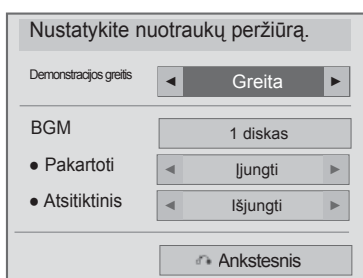 Nustatykite nuotraukų peržiūrą.
Demonstracijos greitis ◄ Greita ►
BGM 1 diskas
● Pakartoti ◄ Įjungti ►
● Atsitiktinis ◄ Išjungti ►
Ankstesnis